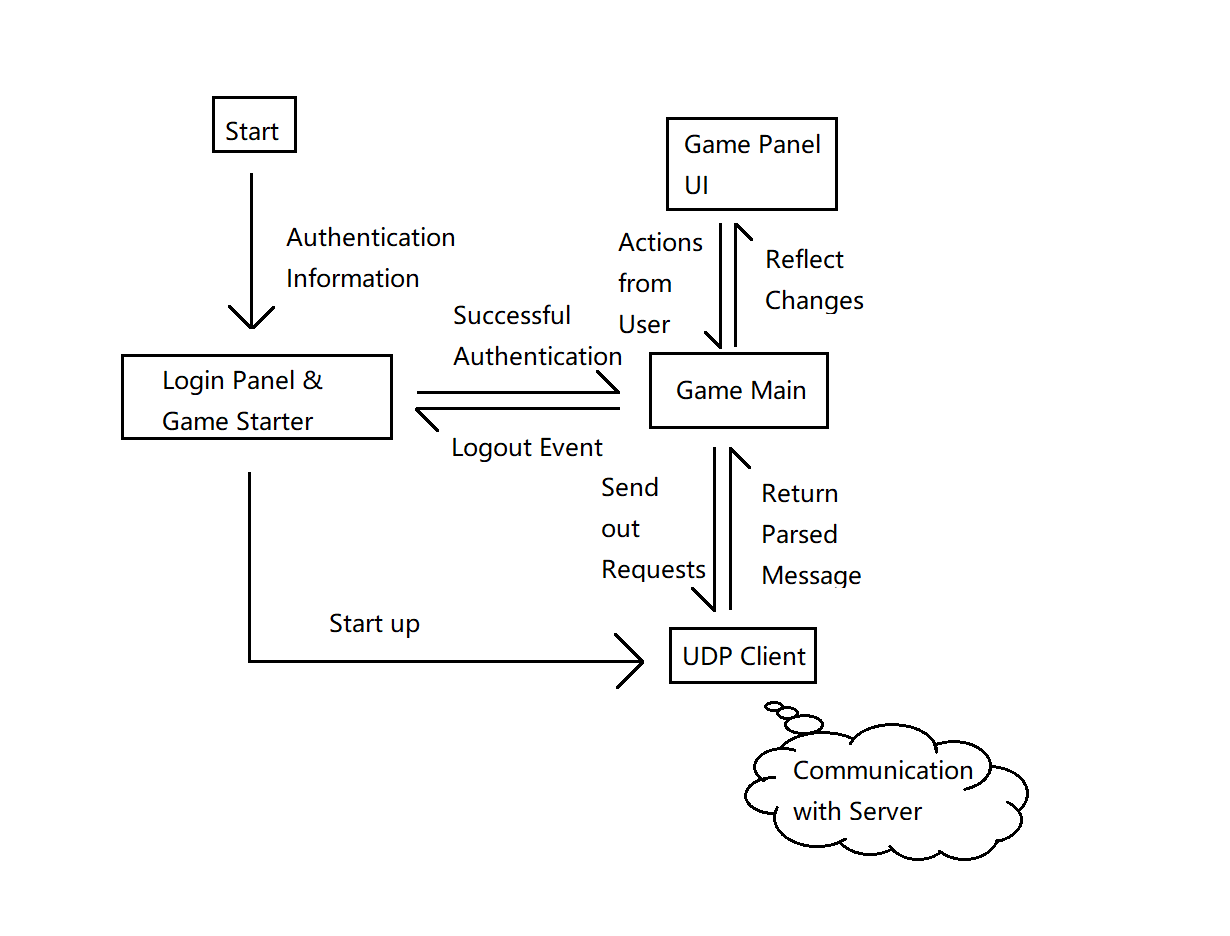 Start
Game Panel
UI
Authentication
Information
Actions
from
User
Reflect
Changes
Successful
Authentication
Login Panel &
Game Starter
Game Main
Logout Event
Send
out
Requests
Return
Parsed
Message
Start up
UDP Client
Communication
with Server